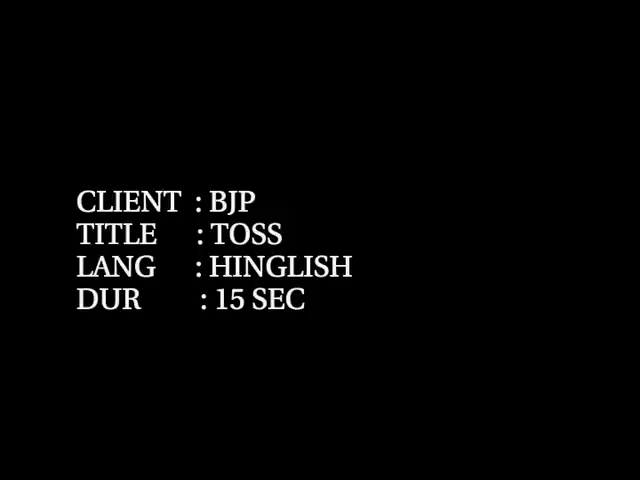 CLIENT : BJP
TITLE : TOSS
LANG : HINGLISH
DUR : 15 SEC